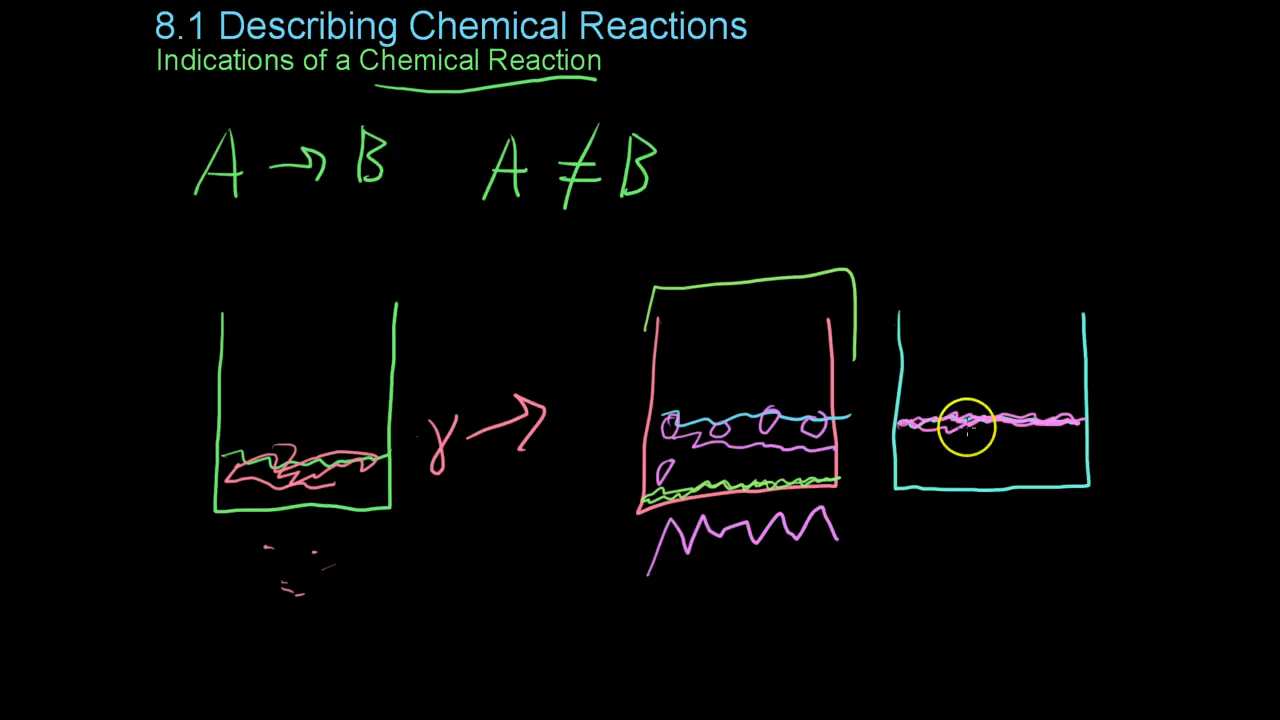 8.1 Describing Chemical Reactions
Indications of a Chemical Reaction
A → B A ≠ B
γ →